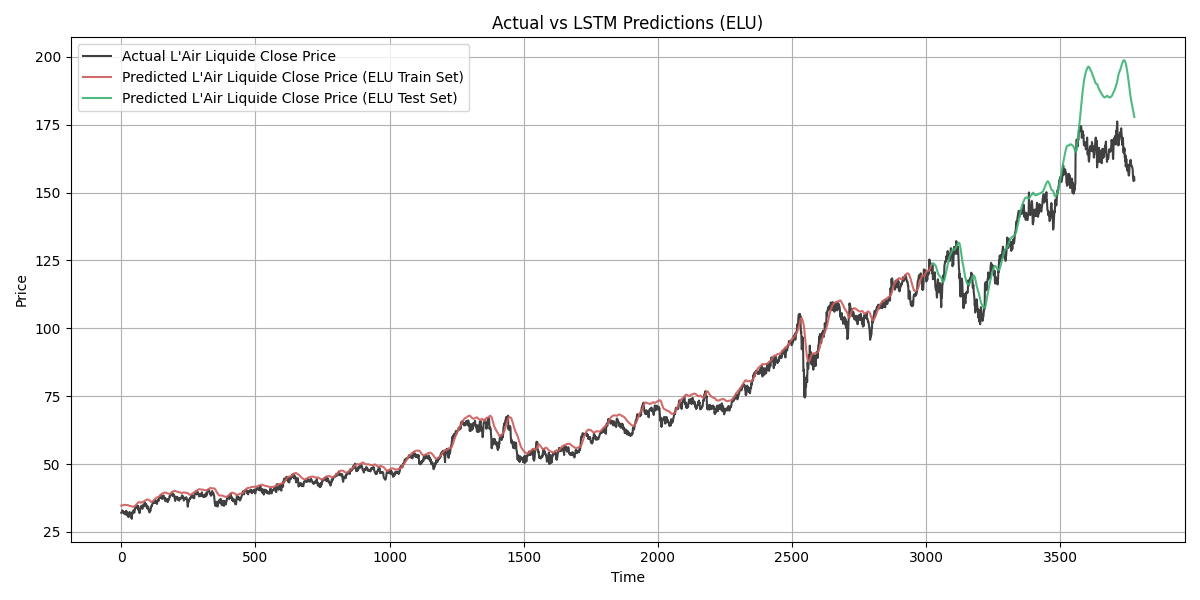 Actual vs LSTM Predictions (ELU)
Actual L'Air Liquide Close Price
Predicted L'Air Liquide Close Price (ELU Train Set)
Predicted L'Air Liquide Close Price (ELU Test Set)
200
175
150
125
100
75
50
25
Price
0
500
1000
1500
2000
2500
3000
3500
Time